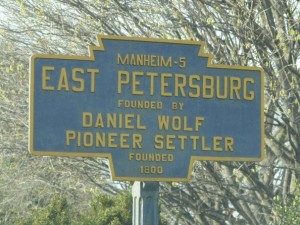 MANHEIM-5
EAST PETERSBURG
FOUNDED BY
DANIEL WOLF
PIONEER SETTLER
FOUNDED
1800